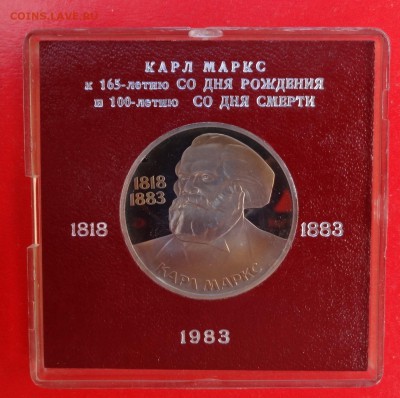 COINS.LAVE.RU
КАРЛ МАРКС
к 165-летию СО ДНЯ РОЖДЕНИЯ
и 100-летию СО ДНЯ СМЕРТИ
1818
1883
1818
1883
КАРЛ МАРКС
1983